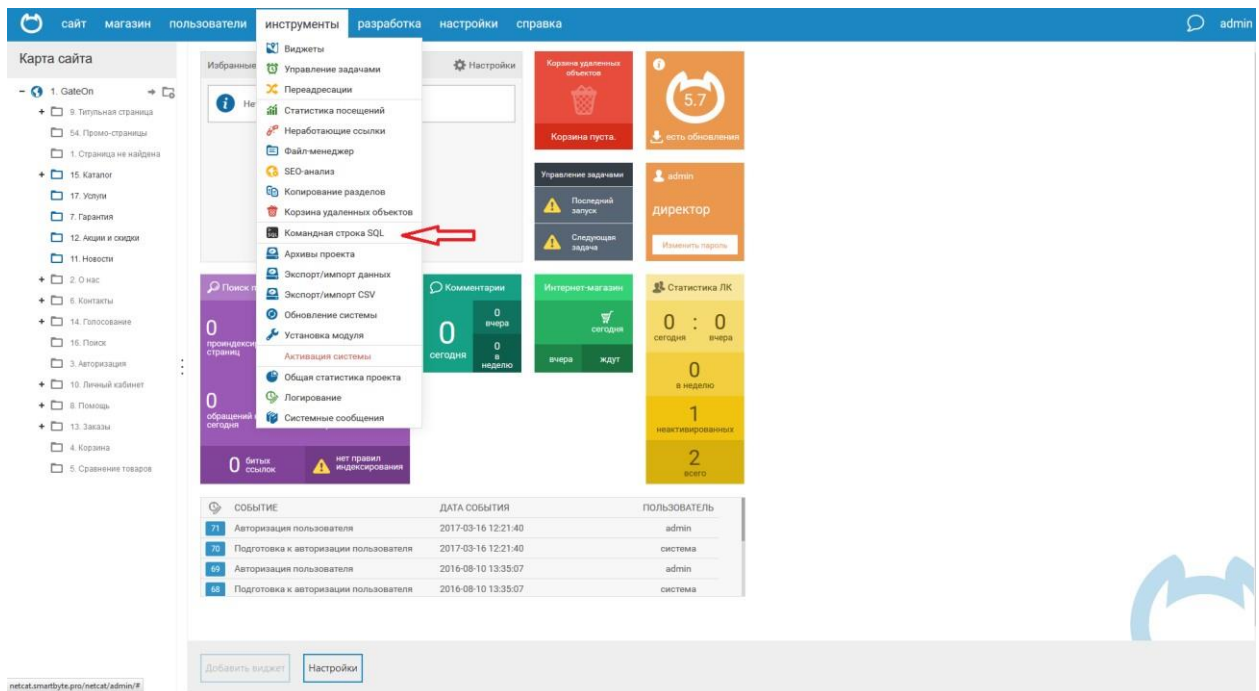 сайт магазин пользователи инструменты разработка настройки справка admin
Карта сайта
1. GateOn
9. Титульная страница
54. Промо-страницы
1. Страница не найдена
15. Каталог
17. Услуги
7. Гарантия
12. Акции и скидки
11. Новости
2. О нас
6. Контакты
14. Голосование
16. Поиск
3. Авторизация
10. Личный кабинет
8. Помощь
13. Заказы
4. Корзина
5. Сравнение товаров
Виджеты
Управление задачами
Переадресации
Статистика посещений
Неработающие ссылки
Файл-менеджер
SEO-анализ
Копирование разделов
Корзина удаленных объектов
Командная строка SQL
Архивы проекта
Экспорт/импорт данных
Экспорт/импорт CSV
Обновление системы
Установка модуля
Активация системы
Общая статистика проекта
Логирование
Системные сообщения
Избранные
Настройки
Корзина удаленных
объектов
Корзина пуста.
5.7
есть обновления
Управление задачами
Последний
запуск
Следующая
задача
admin
директор
Изменить пароль
Поиск
0
страниц
0
сегодня
0 битых
ссылок
нет правил
индексирования
Комментарии
0
сегодня
0
вчера
0
в
неделю
Интернет-магазин
сегодня
вчера ждут
Статистика ЛК
0 : 0
сегодня вчера
0
в неделю
1
неактивированных
2
всего
СОБЫТИЕ ДАТА СОБЫТИЯ ПОЛЬЗОВАТЕЛЬ
71 Авторизация пользователя 2017-03-16 12:21:40 admin
70 Подготовка к авторизации пользователя 2017-03-16 12:21:40 система
69 Авторизация пользователя 2016-08-10 13:35:07 admin
68 Подготовка к авторизации пользователя 2016-08-10 13:35:07 система
Добавить виджет Настройки
netcat.smartbyte.pro/netcat/admin/#